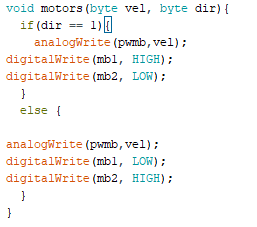 void motors(byte vel, byte dir){
  if(dir == 1){
    analogWrite(pwmb,vel);
digitalWrite(mb1, HIGH);
digitalWrite(mb2, LOW);
  }
  else {

analogWrite(pwmb,vel);
digitalWrite(mb1, LOW);
digitalWrite(mb2, HIGH);
  }
}